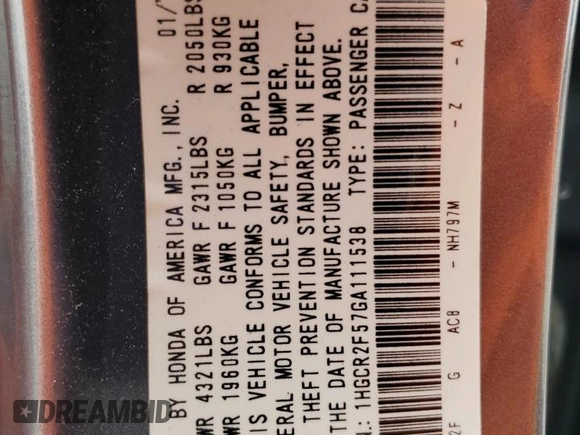 BY HONDA OF AMERICA MFG., INC. 01/
WR 4321LBS GAWR F 2315LBS R 2050LBS
WR 1960KG GAWR F 1050KG R 930KG
IS VEHICLE CONFORMS TO ALL APPLICABLE
ERAL MOTOR VEHICLE SAFETY, BUMPER,
THEFT PREVENTION STANDARDS IN EFFECT
THE DATE OF MANUFACTURE SHOWN ABOVE.
N.: 1HGCR2F57GA111538 TYPE: PASSENGER CA
2F G AC8 - NH797M - Z - A
DREAMBID